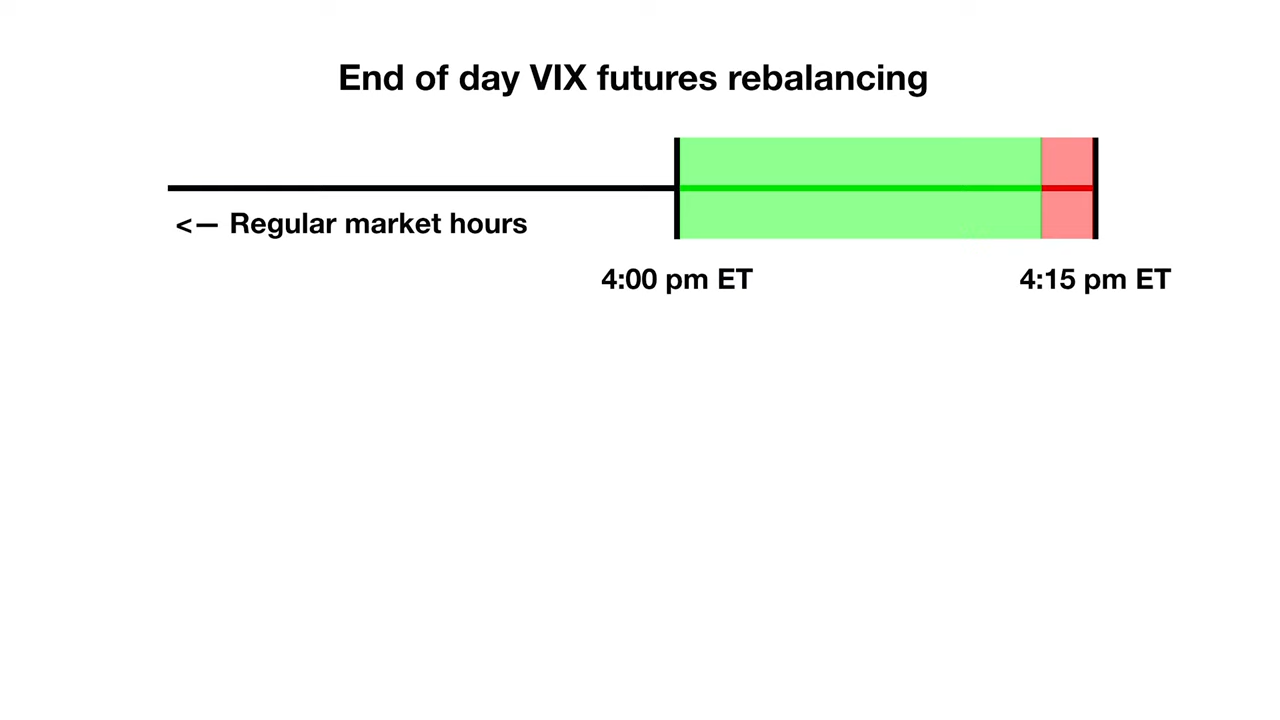 End of day VIX futures rebalancing
<— Regular market hours
4:00 pm ET
4:15 pm ET